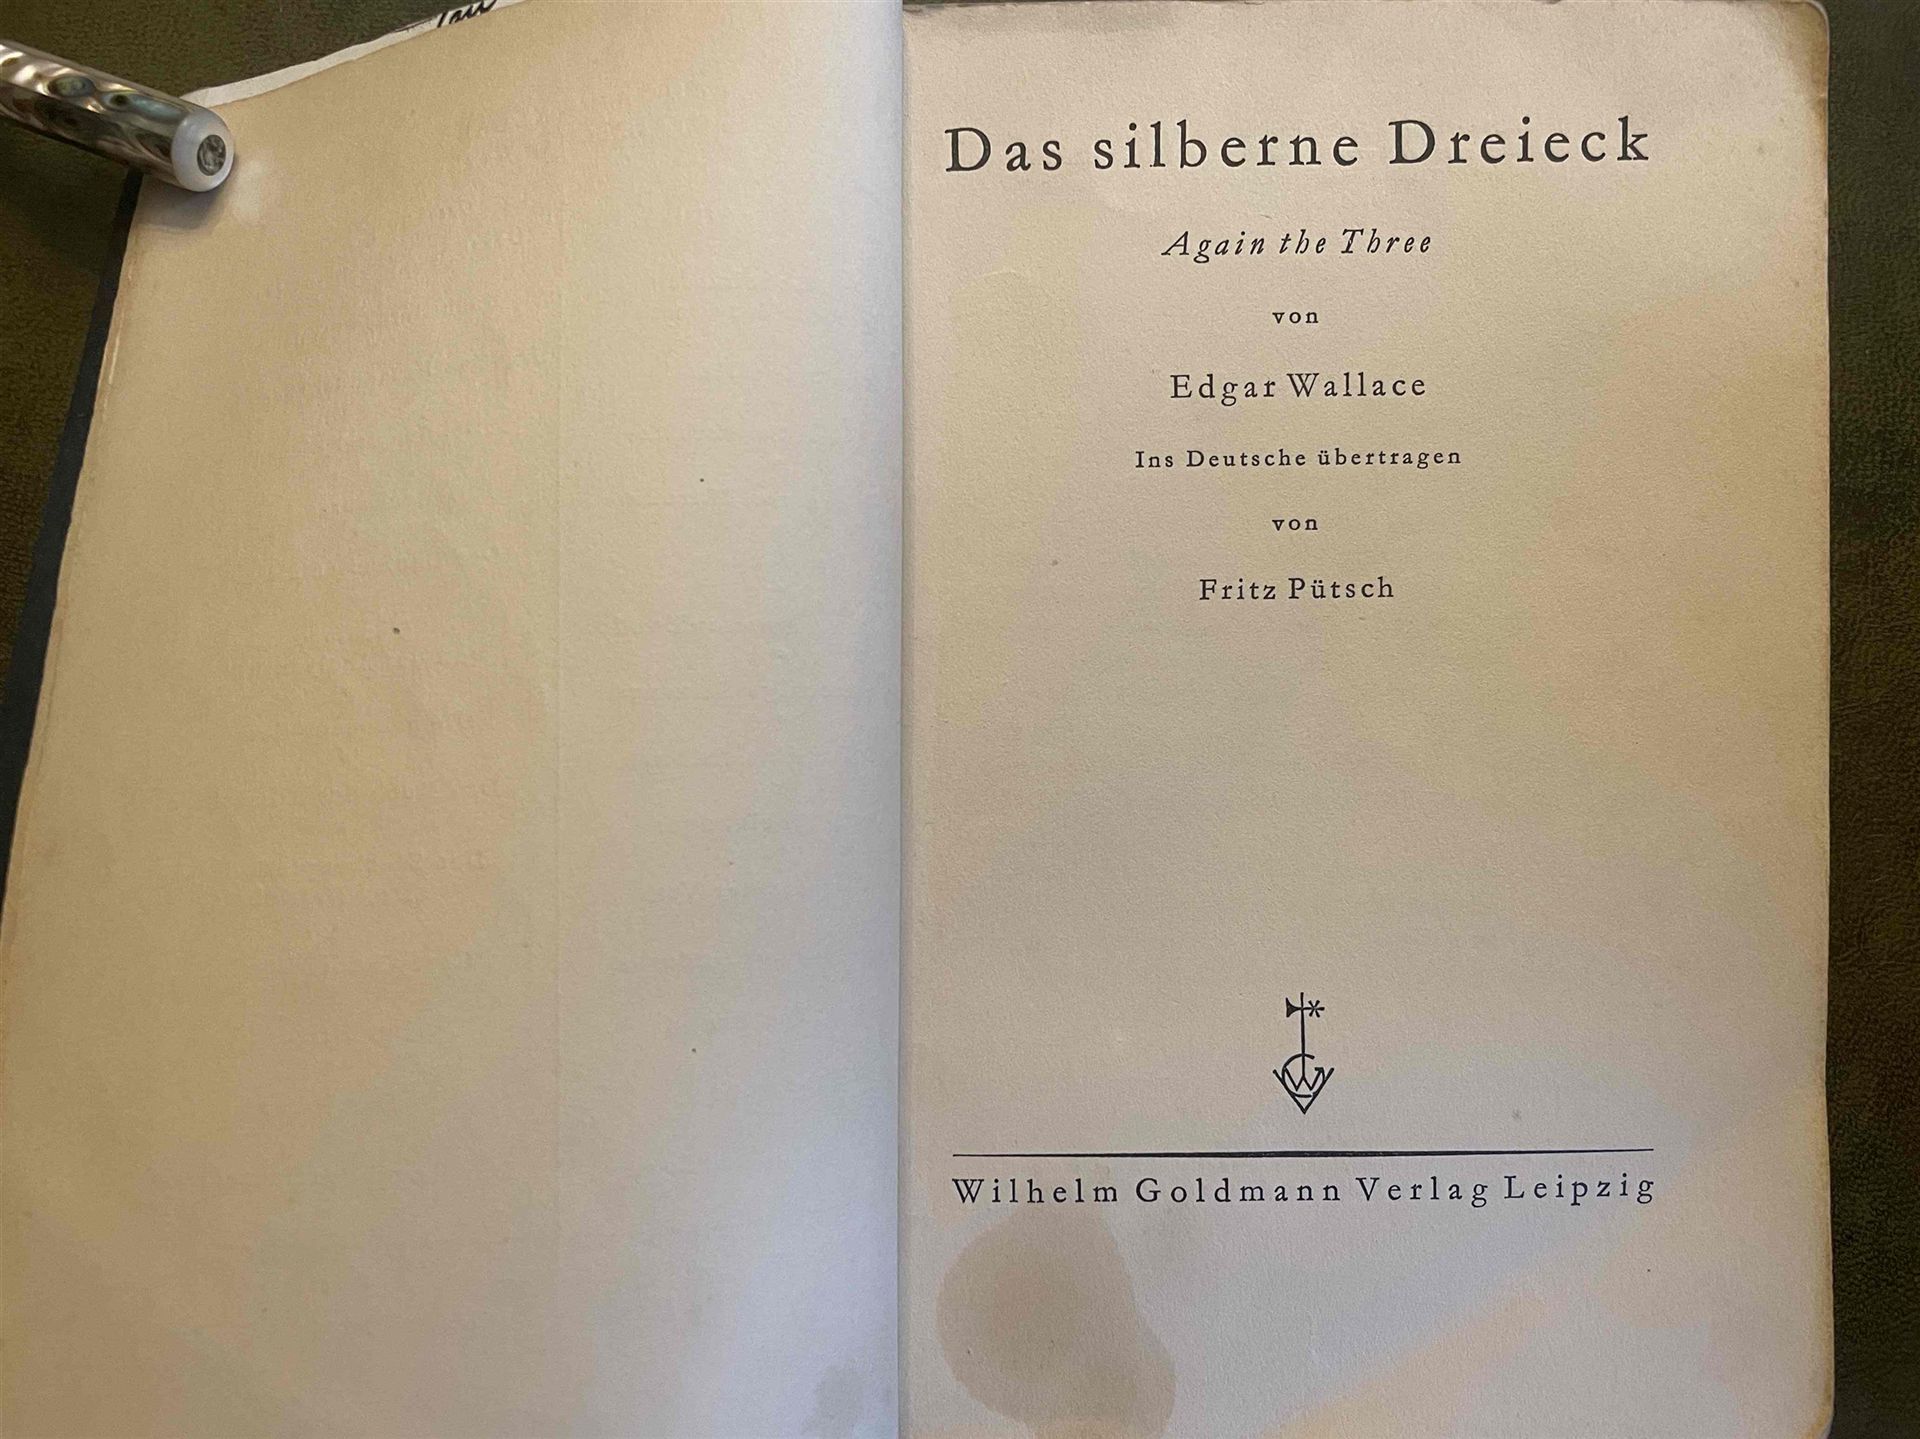 Das silberne Dreieck
Again the Three
von
Edgar Wallace
Ins Deutsche übertragen
von
Fritz Pütsch
Wilhelm Goldmann Verlag Leipzig